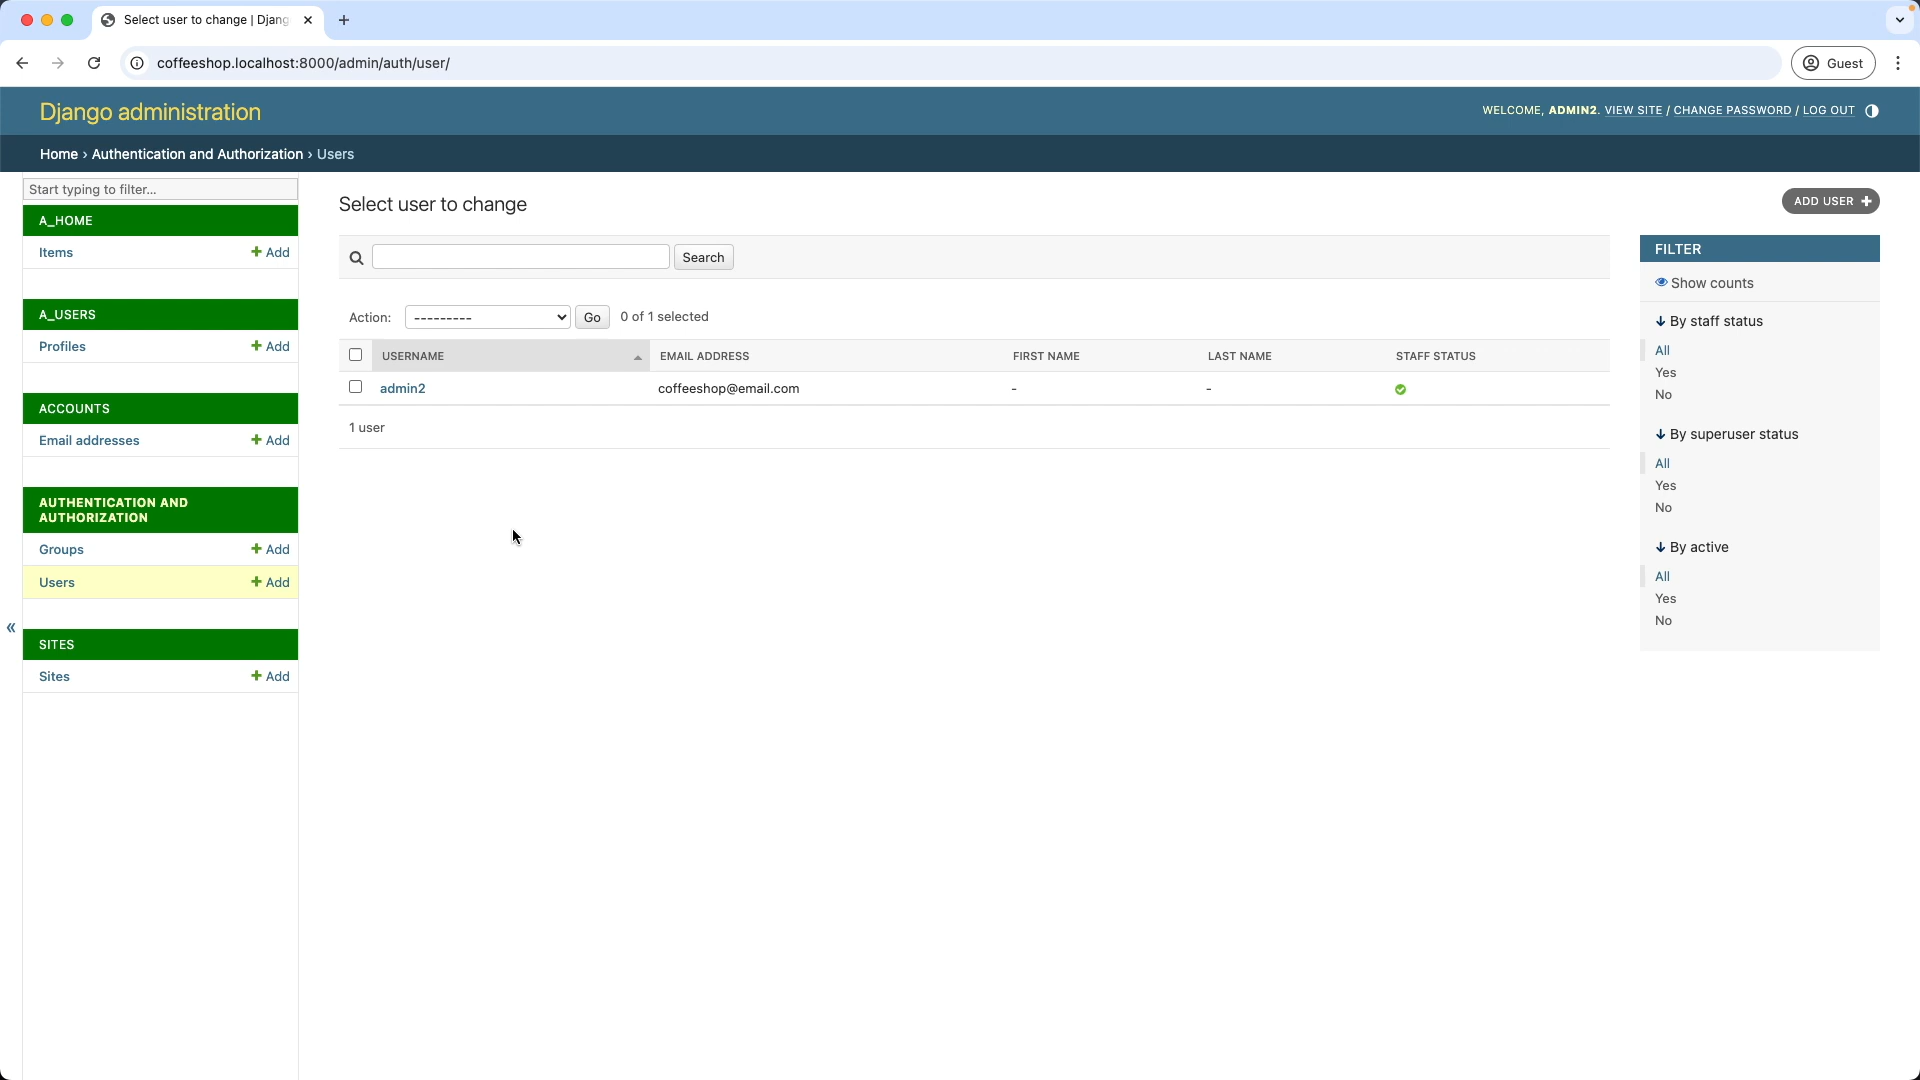 Select user to change | Djang
coffeeshop.localhost:8000/admin/auth/user/
Guest
Django administration
WELCOME, ADMIN2. VIEW SITE / CHANGE PASSWORD / LOG OUT
Home › Authentication and Authorization › Users
Start typing to filter...
A_HOME
Items + Add
A_USERS
Profiles + Add
ACCOUNTS
Email addresses + Add
AUTHENTICATION AND
AUTHORIZATION
Groups + Add
Users + Add
«
SITES
Sites + Add
Select user to change
ADD USER +
Search
Action: --------- Go 0 of 1 selected
USERNAME EMAIL ADDRESS FIRST NAME LAST NAME STAFF STATUS
admin2 coffeeshop@email.com - -
1 user
FILTER
Show counts
↓ By staff status
All
Yes
No
↓ By superuser status
All
Yes
No
↓ By active
All
Yes
No